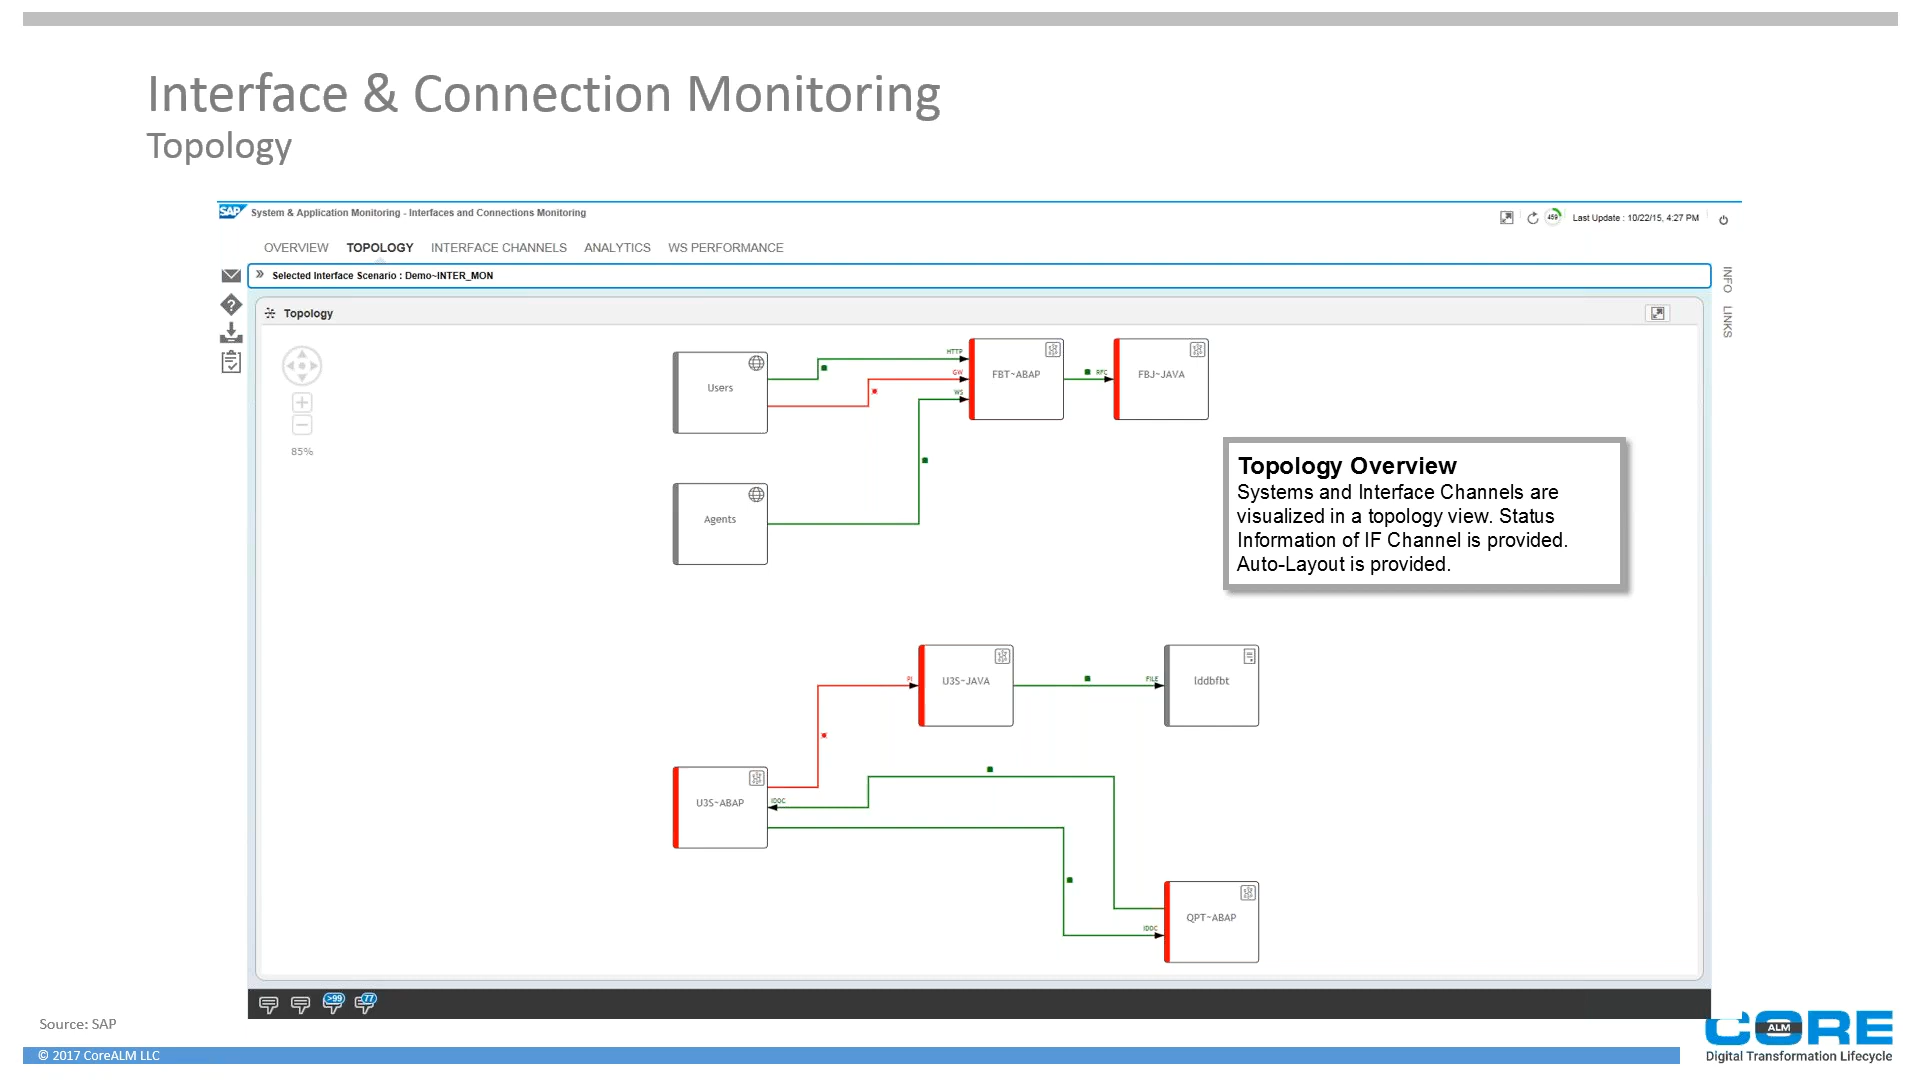 Interface & Connection Monitoring
Topology
SAP System & Application Monitoring - Interfaces and Connections Monitoring
459 Last Update : 10/22/15, 4:27 PM
OVERVIEW TOPOLOGY INTERFACE CHANNELS ANALYTICS WS PERFORMANCE
» Selected Interface Scenario : Demo~INTER_MON
INFO
LINKS
Topology
85%
Users
HTTP
GW
WS
FBT~ABAP
RFC
FBJ~JAVA
Agents
Topology Overview
Systems and Interface Channels are
visualized in a topology view. Status
Information of IF Channel is provided.
Auto-Layout is provided.
PI
U3S~JAVA
FILE
lddbfbt
U3S~ABAP
IDOC
QPT~ABAP
IDOC
>99 77
Source: SAP
© 2017 CoreALM LLC
CORE
ALM
Digital Transformation Lifecycle